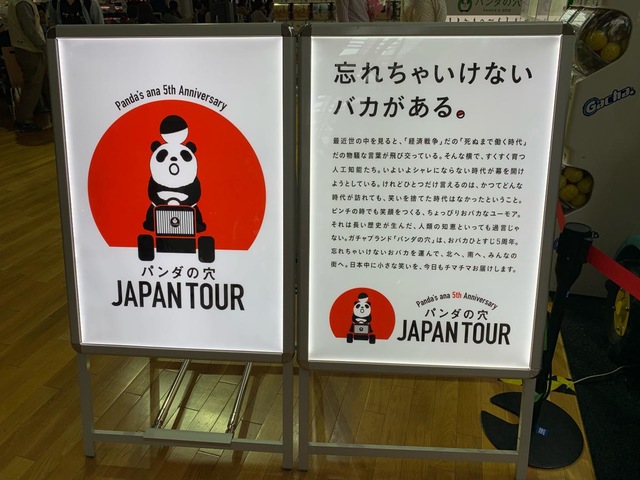 Panda's ana 5th Anniversary
パンダの穴
JAPAN TOUR
忘れちゃいけない
バカがある。
最近世の中を見ると、「経済戦争」だの「死ぬまで働く時代」
だの物騒な言葉が飛び交っている。そんな横で、すくすく育つ
人工知能たち。いよいよシャレにならない時代が幕を開け
ようとしている。けれどひとつだけ言えるのは、かつてどんな
時代が訪れても、笑いを捨てた時代はなかったということ。
ピンチの時でも笑顔をつくる、ちょっぴりおバカなユーモア。
それは長い歴史が生んだ、人類の知恵といっても過言じゃ
ない。ガチャブランド「パンダの穴」は、おバカひとすじ5周年。
忘れちゃいけないおバカを運んで、北へ、南へ、みんなの
街へ。日本中に小さな笑いを、今日もチマチマお届けします。
Panda's ana 5th Anniversary
パンダの穴
JAPAN TOUR
パンダの穴
Gacha